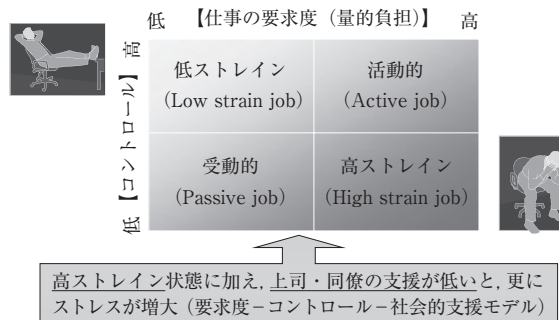 低 【仕事の要求度（量的負担）】 高
高
【コントロール】
低
低ストレイン
(Low strain job)
活動的
(Active job)
受動的
(Passive job)
高ストレイン
(High strain job)
高ストレイン状態に加え，上司・同僚の支援が低いと，更に
ストレスが増大（要求度－コントロール－社会的支援モデル）